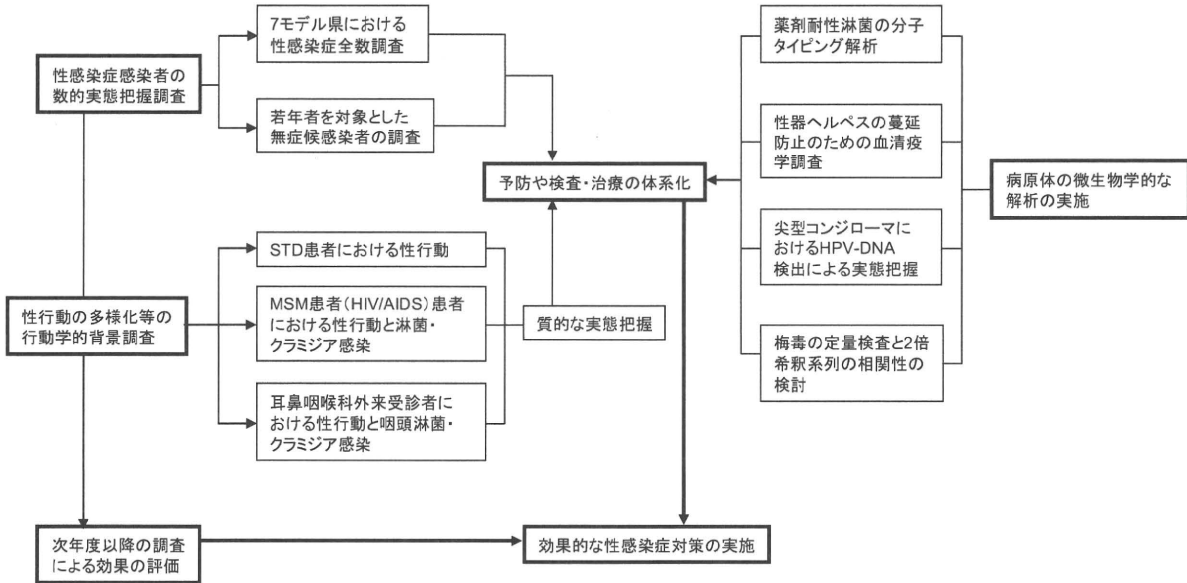 7モデル県における
性感染症全数調査
性感染症感染者の
数的実態把握調査
若年者を対象とした
無症候感染者の調査
薬剤耐性淋菌の分子
タイピング解析
性器ヘルペスの蔓延
防止のための血清疫
学調査
予防や検査・治療の体系化
病原体の微生物学的な
解析の実施
尖型コンジローマに
おけるHPV-DNA
検出による実態把握
STD患者における性行動
性行動の多様化等の
行動学的背景調査
MSM患者(HIV/AIDS)患者
における性行動と淋菌・
クラミジア感染
質的な実態把握
梅毒の定量検査と2倍
希釈系列の相関性の
検討
耳鼻咽喉科外来受診者に
おける性行動と咽頭淋菌・
クラミジア感染
次年度以降の調査
による効果の評価
効果的な性感染症対策の実施